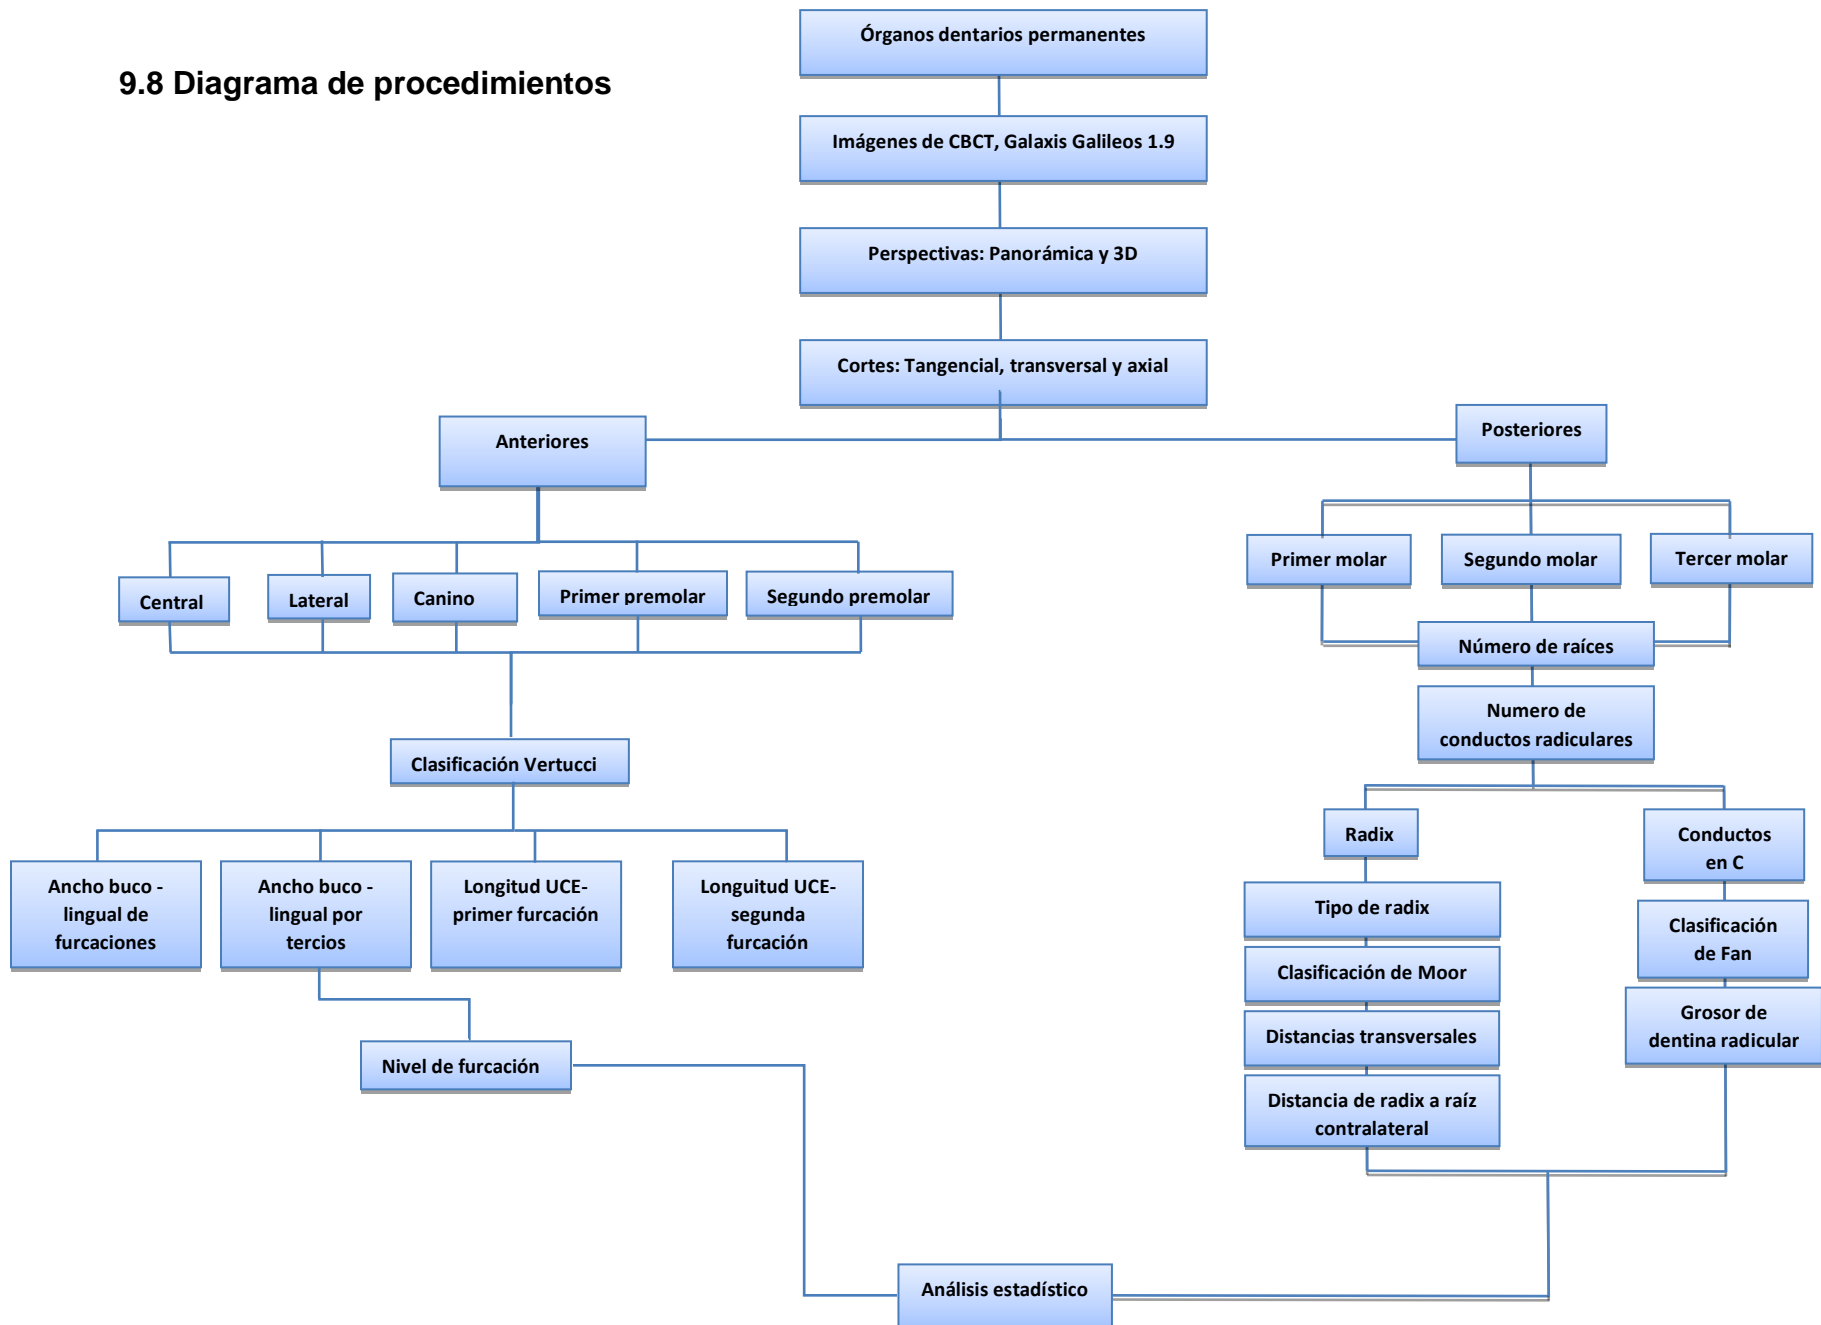 Órganos dentarios permanentes
9.8 Diagrama de procedimientos
Imágenes de CBCT, Galaxis Galileos 1.9
Perspectivas: Panorámica y 3D
Cortes: Tangencial, transversal y axial
Anteriores
Posteriores
Central
Lateral
Canino
Primer premolar
Segundo premolar
Primer molar
Segundo molar
Tercer molar
Número de raíces
Numero de
conductos radiculares
Clasificación Vertucci
Radix
Conductos
en C
Ancho buco -
lingual de
furcaciones
Ancho buco -
lingual por
tercios
Longitud UCE-
primer furcación
Longuitud UCE-
segunda
furcación
Tipo de radix
Clasificación de Moor
Distancias transversales
Distancia de radix a raíz
contralateral
Clasificación
de Fan
Grosor de
dentina radicular
Nivel de furcación
Análisis estadístico